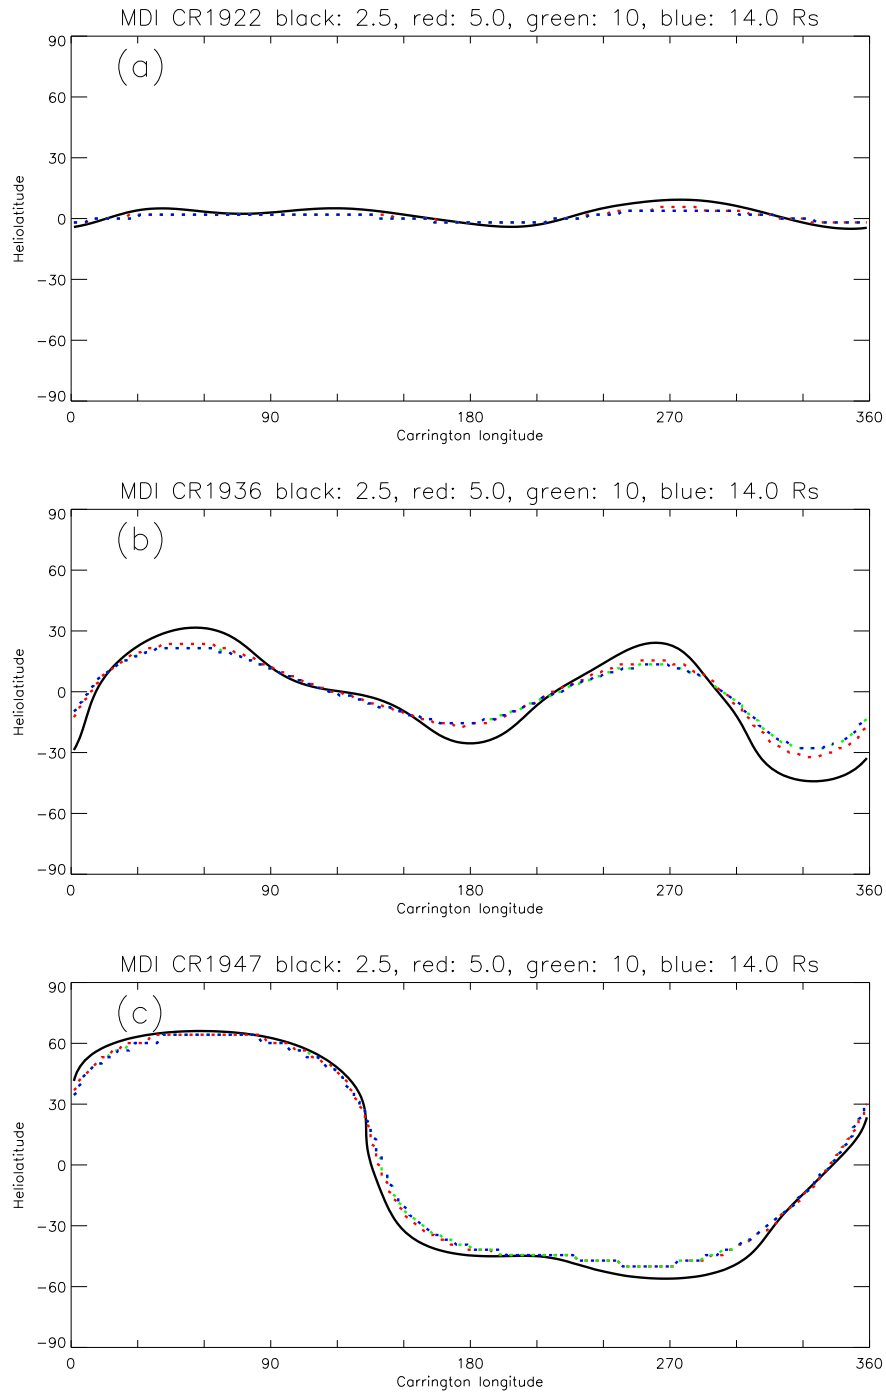 MDI CR1922 black: 2.5, red: 5.0, green: 10, blue: 14.0 Rs
(a)
90
60
30
0
−30
−60
−90
Heliolatitude
0 90 180 270 360
Carrington longitude
MDI CR1936 black: 2.5, red: 5.0, green: 10, blue: 14.0 Rs
(b)
90
60
30
0
−30
−60
−90
Heliolatitude
0 90 180 270 360
Carrington longitude
MDI CR1947 black: 2.5, red: 5.0, green: 10, blue: 14.0 Rs
(c)
90
60
30
0
−30
−60
−90
Heliolatitude
0 90 180 270 360
Carrington longitude